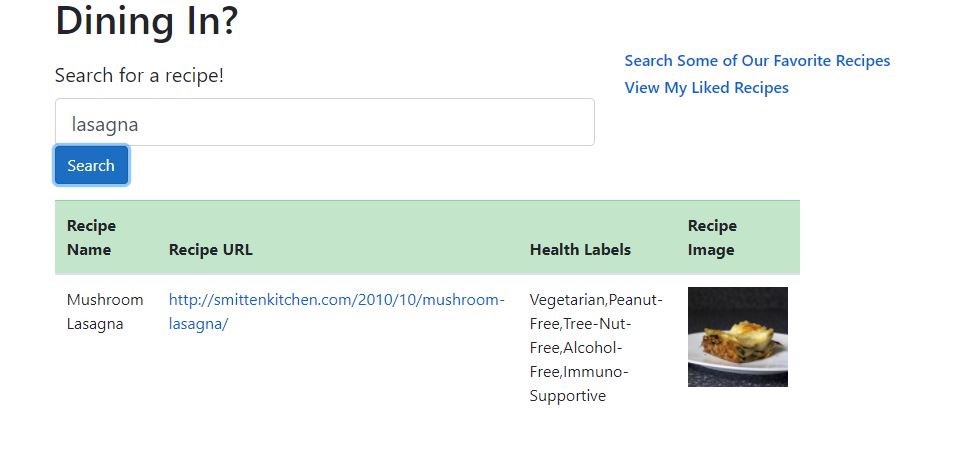 Dining In?
Search for a recipe!
lasagna
Search
Search Some of Our Favorite Recipes
View My Liked Recipes
Recipe
Name
Recipe URL
Health Labels
Recipe
Image
Mushroom
Lasagna
http://smittenkitchen.com/2010/10/mushroom-
lasagna/
Vegetarian,Peanut-
Free,Tree-Nut-
Free,Alcohol-
Free,Immuno-
Supportive